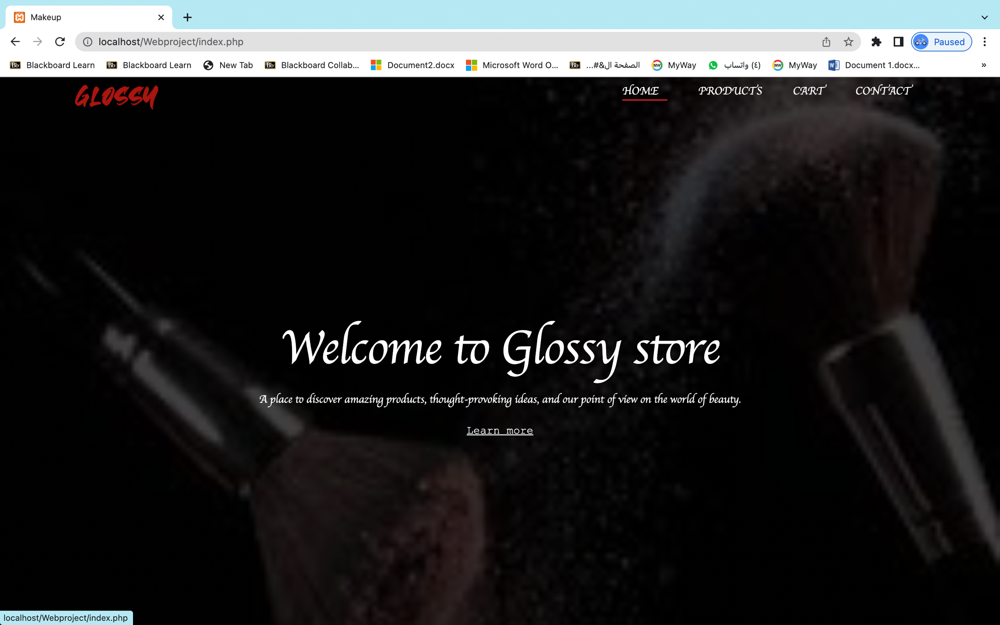 Makeup
localhost/Webproject/index.php
Paused
Blackboard Learn
Blackboard Learn
New Tab
Blackboard Collab...
Document2.docx
Microsoft Word O...
الصفحة ال&#...
MyWay
(٤) واتساب
MyWay
Document 1.docx...
»
GLOSSY
HOME PRODUCTS CART CONTACT
Welcome to Glossy store
A place to discover amazing products, thought-provoking ideas, and our point of view on the world of beauty.
Learn more
localhost/Webproject/index.php